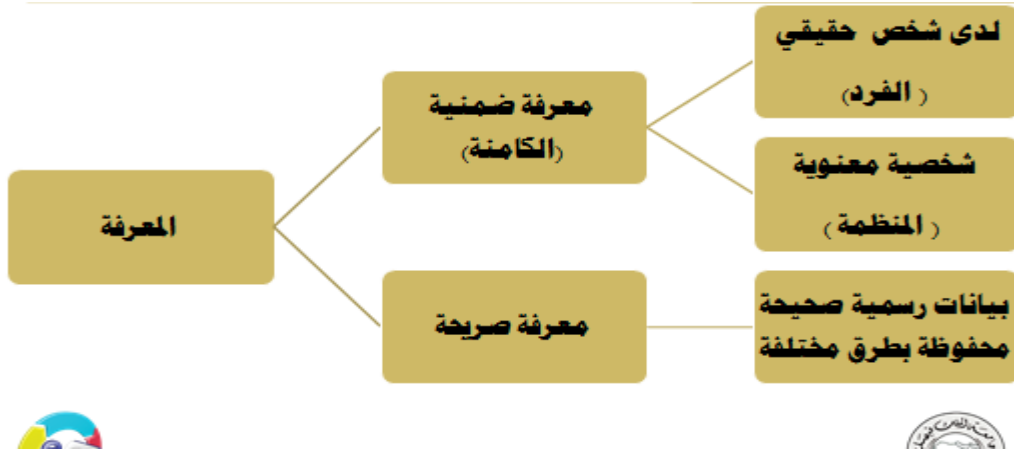 المعرفة
معرفة ضمنية
(الكامنة)
لدى شخص حقيقي
( الفرد)
شخصية معنوية
( المنظمة )
معرفة صريحة
بيانات رسمية صحيحة
محفوظة بطرق مختلفة